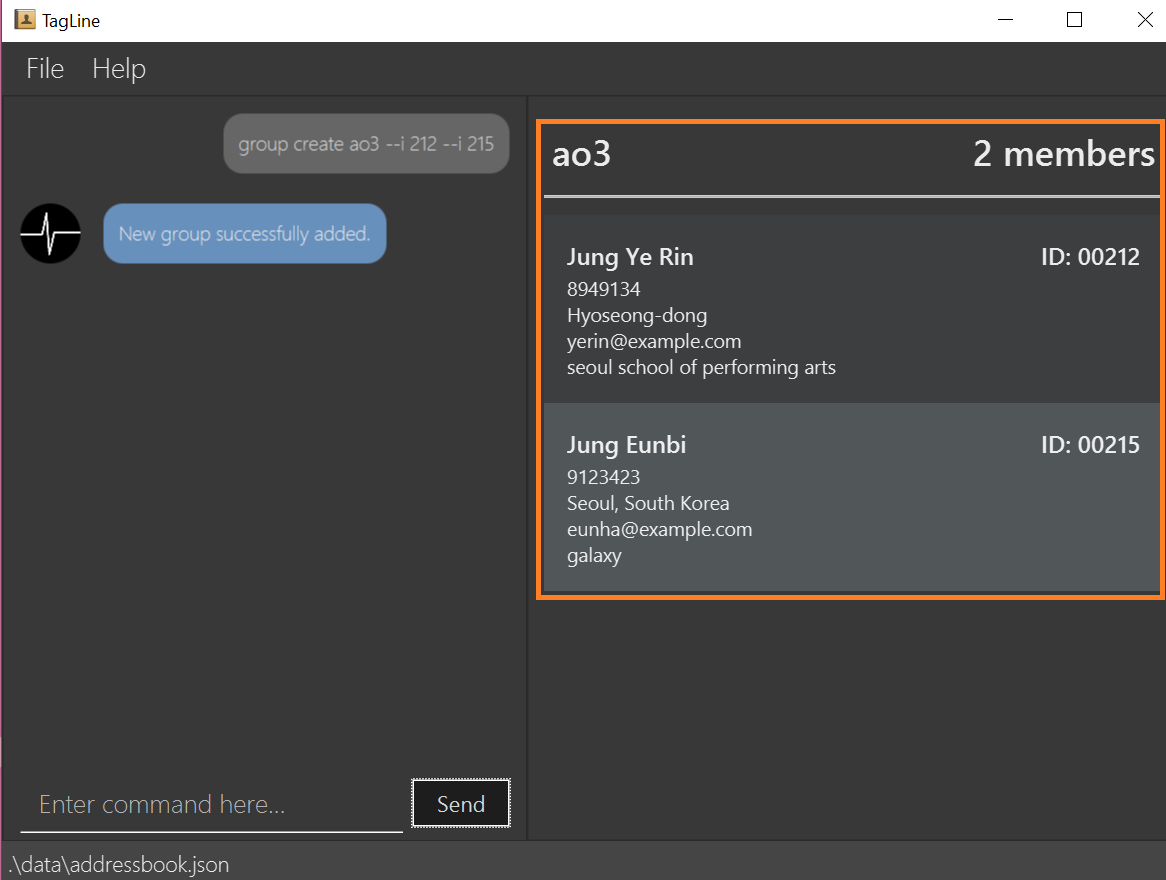 TagLine
File Help
group create ao3 --i 212 --i 215
New group successfully added.
Enter command here...
Send
ao3 2 members
Jung Ye Rin ID: 00212
8949134
Hyoseong-dong
yerin@example.com
seoul school of performing arts
Jung Eunbi ID: 00215
9123423
Seoul, South Korea
eunha@example.com
galaxy
.\data\addressbook.json